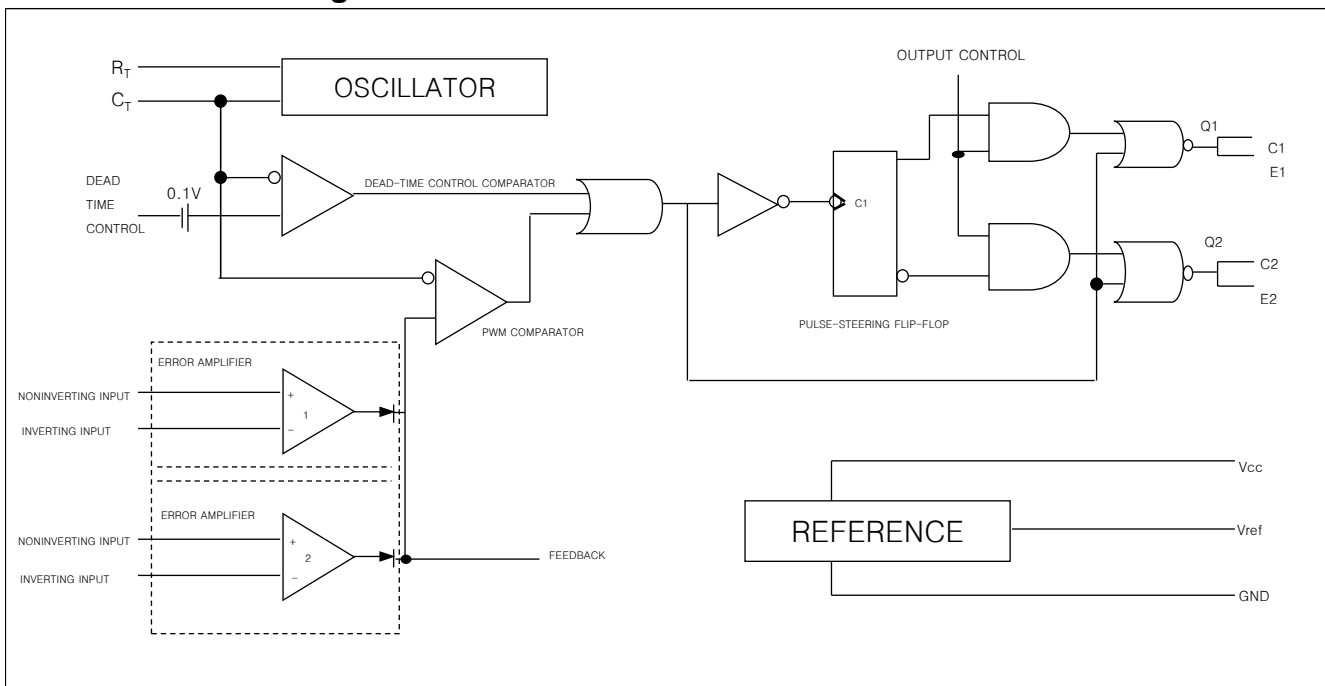 R_T
OSCILLATOR
C_T
OUTPUT CONTROL
DEAD
TIME
CONTROL
0.1V
DEAD-TIME CONTROL COMPARATOR
C1
Q1
C1
E1
Q2
C2
E2
PULSE-STEERING FLIP-FLOP
PWM COMPARATOR
ERROR AMPLIFIER
NONINVERTING INPUT
+
1
INVERTING INPUT
−
ERROR AMPLIFIER
NONINVERTING INPUT
+
2
INVERTING INPUT
−
FEEDBACK
Vcc
REFERENCE
Vref
GND